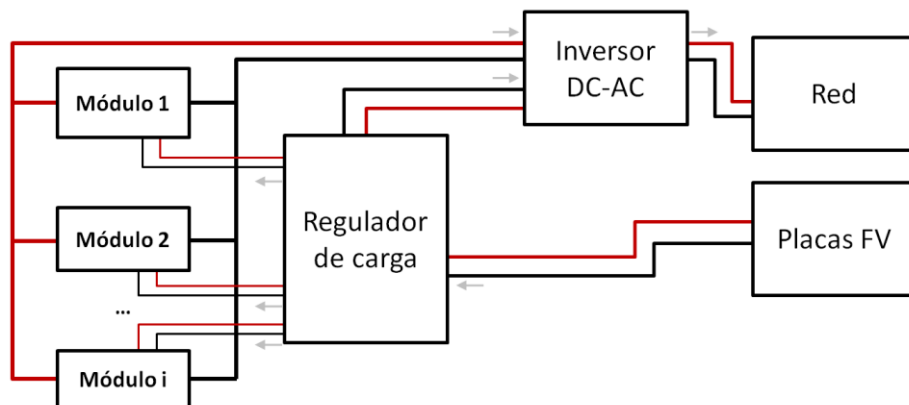 Inversor
DC-AC
Red
Módulo 1
Regulador
de carga
Módulo 2
Placas FV
...
Módulo i